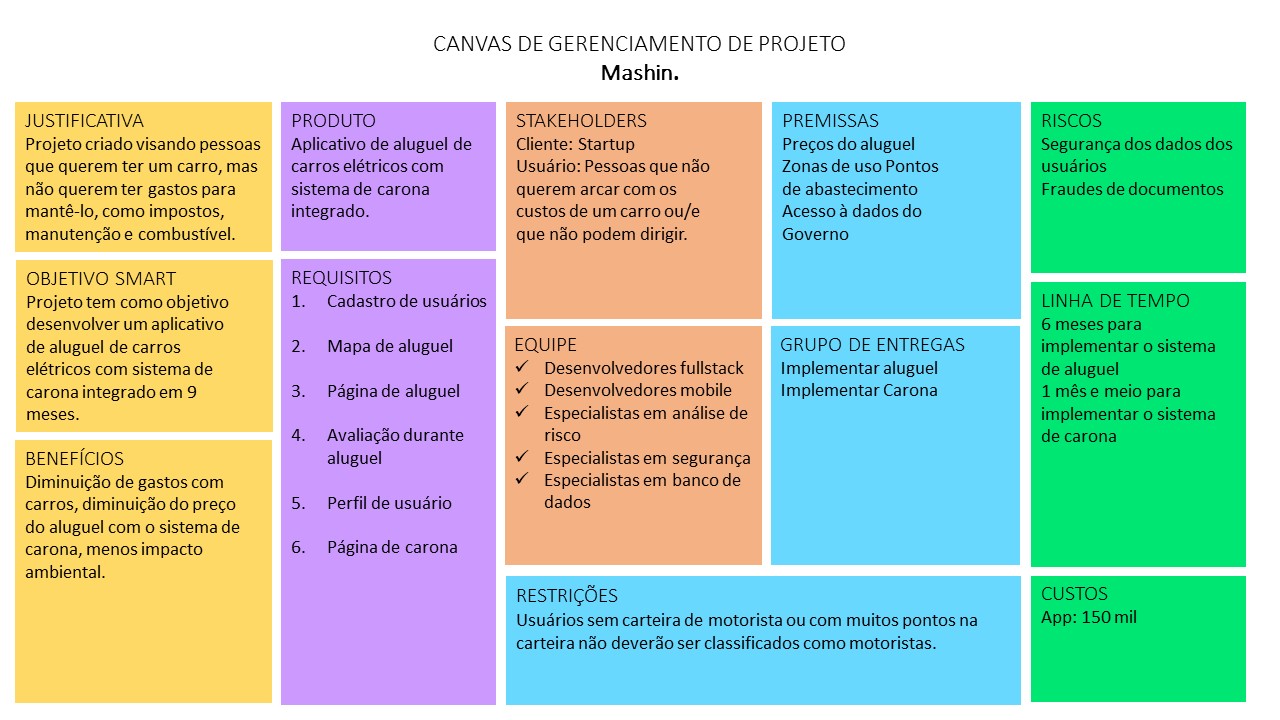 CANVAS DE GERENCIAMENTO DE PROJETO
Mashin.
JUSTIFICATIVA
Projeto criado visando pessoas
que querem ter um carro, mas
não querem ter gastos para
mantê-lo, como impostos,
manutenção e combustível.
OBJETIVO SMART
Projeto tem como objetivo
desenvolver um aplicativo
de aluguel de carros
elétricos com sistema de
carona integrado em 9
meses.
BENEFÍCIOS
Diminuição de gastos com
carros, diminuição do preço
do aluguel com o sistema de
carona, menos impacto
ambiental.
PRODUTO
Aplicativo de aluguel de
carros elétricos com
sistema de carona
integrado.
REQUISITOS
1. Cadastro de usuários
2. Mapa de aluguel
3. Página de aluguel
4. Avaliação durante
aluguel
5. Perfil de usuário
6. Página de carona
STAKEHOLDERS
Cliente: Startup
Usuário: Pessoas que não
querem arcar com os
custos de um carro ou/e
que não podem dirigir.
EQUIPE
✓ Desenvolvedores fullstack
✓ Desenvolvedores mobile
✓ Especialistas em análise de
risco
✓ Especialistas em segurança
✓ Especialistas em banco de
dados
PREMISSAS
Preços do aluguel
Zonas de uso Pontos
de abastecimento
Acesso à dados do
Governo
GRUPO DE ENTREGAS
Implementar aluguel
Implementar Carona
RESTRIÇÕES
Usuários sem carteira de motorista ou com muitos pontos na
carteira não deverão ser classificados como motoristas.
RISCOS
Segurança dos dados dos
usuários
Fraudes de documentos
LINHA DE TEMPO
6 meses para
implementar o sistema
de aluguel
1 mês e meio para
implementar o sistema
de carona
CUSTOS
App: 150 mil